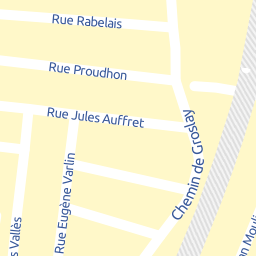 Rue Rabelais
Rue Proudhon
Rue Jules Auffret
Chemin de Groslay
Rue Eugène Varlin
Vallès